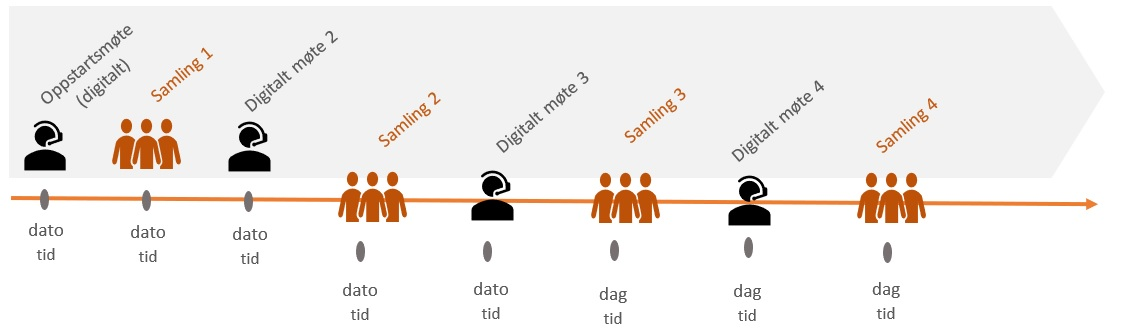 Oppstartsmøte
(digitalt)
Samling 1
Digitalt møte 2
Samling 2
Digitalt møte 3
Samling 3
Digitalt møte 4
Samling 4
dato
tid
dato
tid
dato
tid
dato
tid
dato
tid
dag
tid
dag
tid
dag
tid